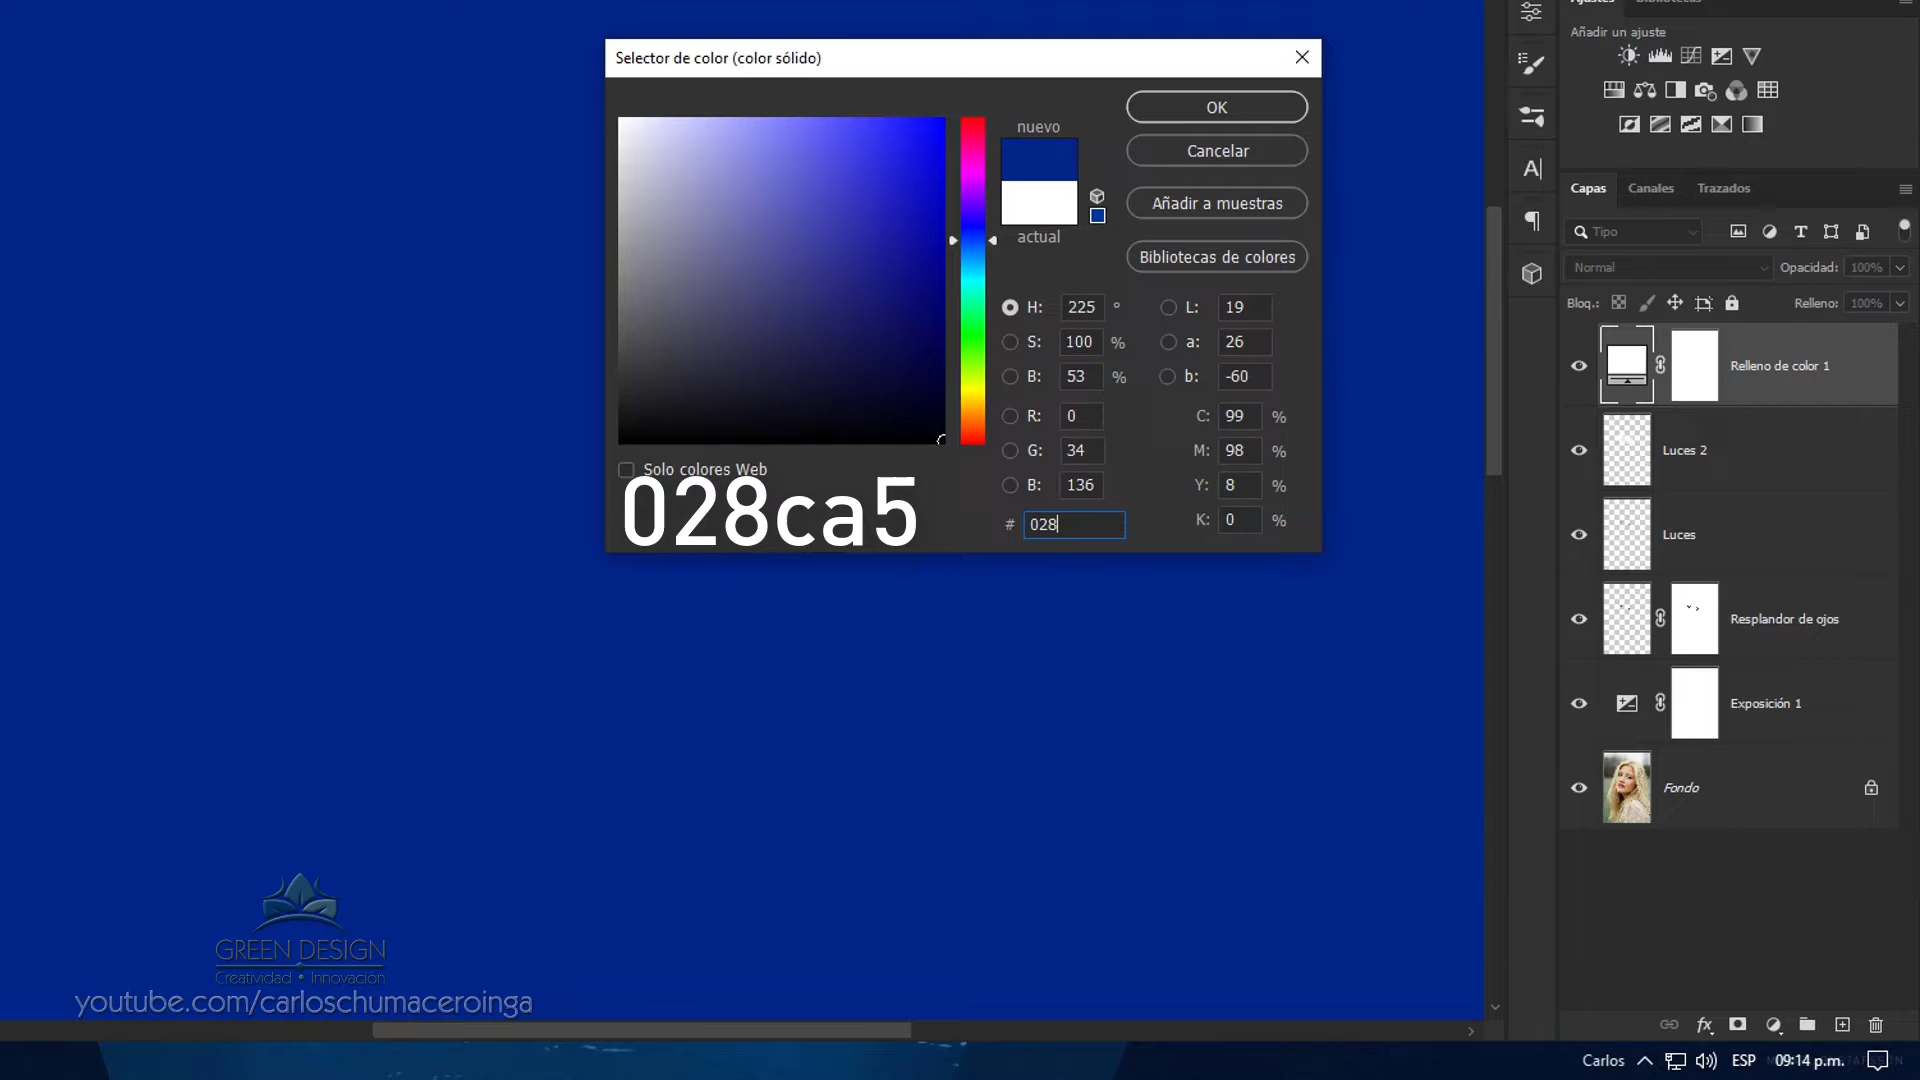 Selector de color (color sólido)
OK
Cancelar
Añadir a muestras
Bibliotecas de colores
nuevo
actual
H: 225 °
S: 100 %
B: 53 %
R: 0
G: 34
B: 136
# 028
L: 19
a: 26
b: -60
C: 99 %
M: 98 %
Y: 8 %
K: 0 %
Solo colores Web
028ca5
Añadir un ajuste
Capas Canales Trazados
Tipo
Normal Opacidad: 100%
Bloq.: Relleno: 100%
Relleno de color 1
Luces 2
Luces
Resplandor de ojos
Exposición 1
Fondo
GREEN DESIGN
Creatividad • Innovación
youtube.com/carloschumaceroinga
Carlos ESP 09:14 p.m.